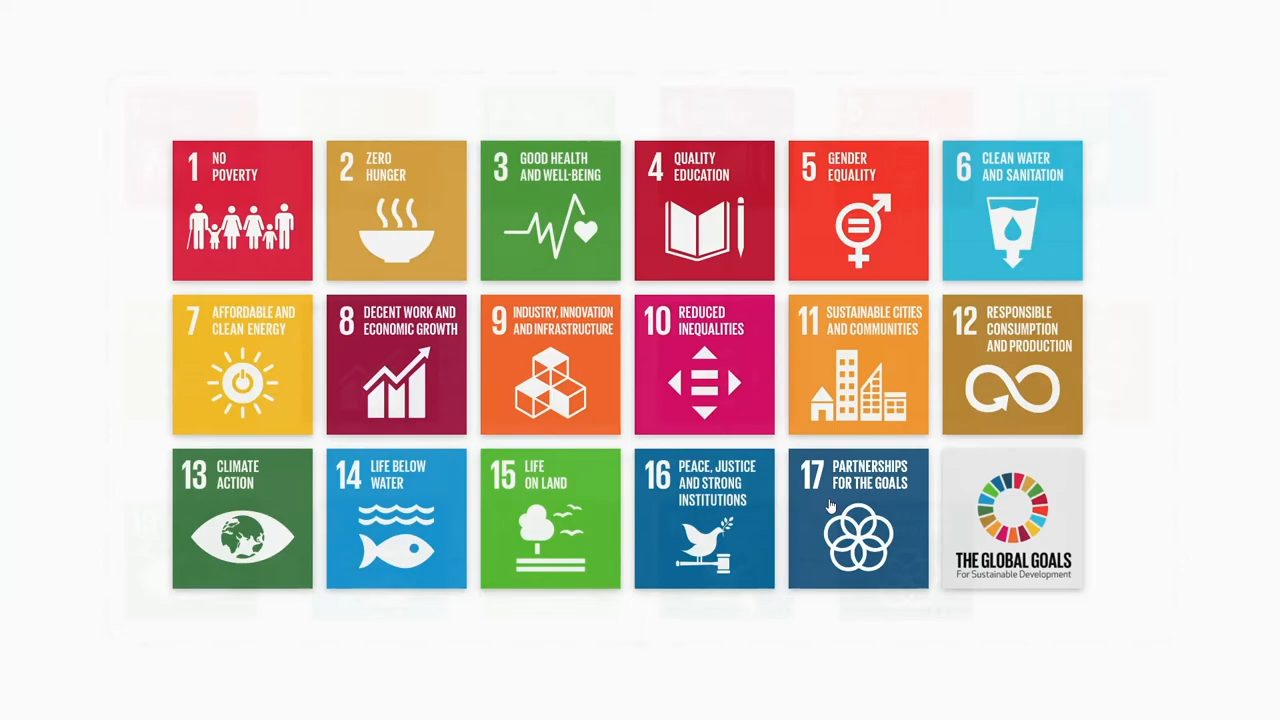 1 NO
POVERTY
2 ZERO
HUNGER
3 GOOD HEALTH
AND WELL-BEING
4 QUALITY
EDUCATION
5 GENDER
EQUALITY
6 CLEAN WATER
AND SANITATION
7 AFFORDABLE AND
CLEAN ENERGY
8 DECENT WORK AND
ECONOMIC GROWTH
9 INDUSTRY, INNOVATION
AND INFRASTRUCTURE
10 REDUCED
INEQUALITIES
11 SUSTAINABLE CITIES
AND COMMUNITIES
12 RESPONSIBLE
CONSUMPTION
AND PRODUCTION
13 CLIMATE
ACTION
14 LIFE BELOW
WATER
15 LIFE
ON LAND
16 PEACE, JUSTICE
AND STRONG
INSTITUTIONS
17 PARTNERSHIPS
FOR THE GOALS
THE GLOBAL GOALS
For Sustainable Development